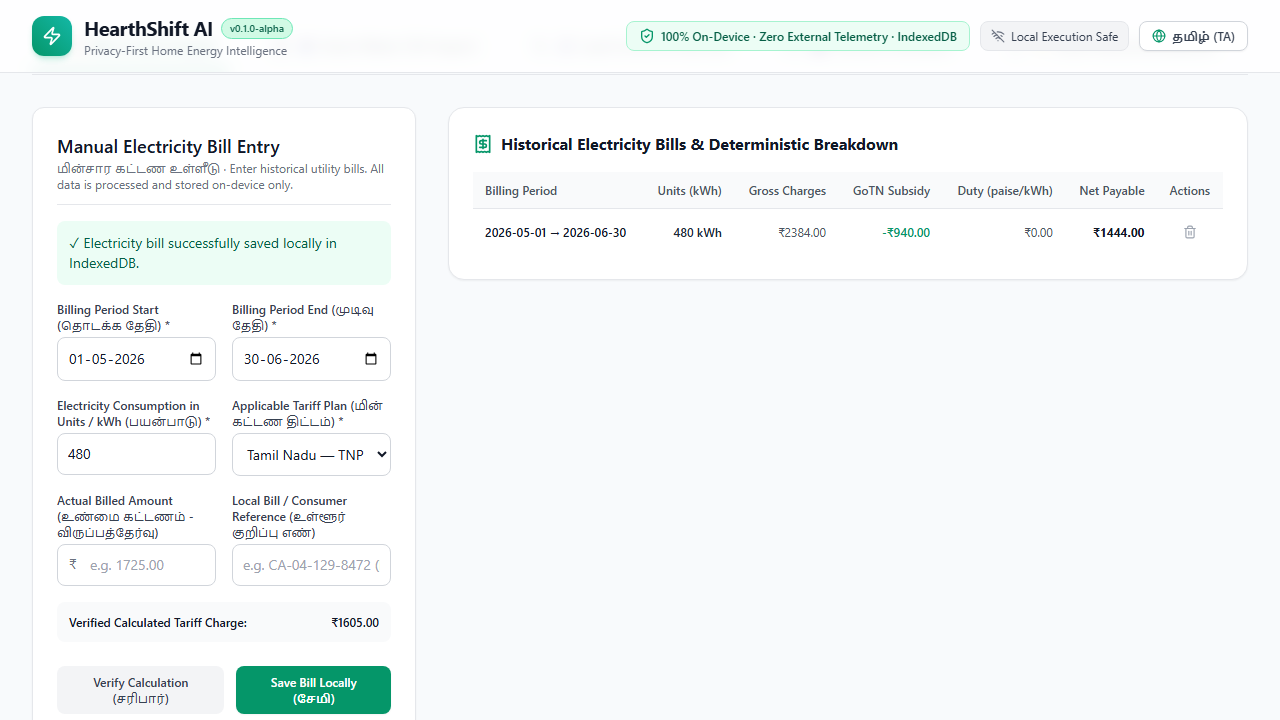 HearthShift AI
v0.1.0-alpha
Privacy-First Home Energy Intelligence
100% On-Device · Zero External Telemetry · IndexedDB
Local Execution Safe
தமிழ் (TA)
Manual Electricity Bill Entry
மின்சார கட்டண உள்ளீடு · Enter historical utility bills. All
data is processed and stored on-device only.
✓ Electricity bill successfully saved locally in
IndexedDB.
Billing Period Start
(தொடக்க தேதி) *
01-05-2026
Billing Period End (முடிவு
தேதி) *
30-06-2026
Electricity Consumption in
Units / kWh (பயன்பாடு) *
480
Applicable Tariff Plan (மின்
கட்டண திட்டம்) *
Tamil Nadu — TNP
Actual Billed Amount
(உண்மை கட்டணம் -
விருப்பத்தேர்வு)
₹ e.g. 1725.00
Local Bill / Consumer
Reference (உள்ளூர்
குறிப்பு எண்)
e.g. CA-04-129-8472 (
Verified Calculated Tariff Charge: ₹1605.00
Verify Calculation
(சரிபார்)
Save Bill Locally
(சேமி)
Historical Electricity Bills & Deterministic Breakdown
Billing Period Units (kWh) Gross Charges GoTN Subsidy Duty (paise/kWh) Net Payable Actions
2026-05-01 → 2026-06-30 480 kWh ₹2384.00 -₹940.00 ₹0.00 ₹1444.00